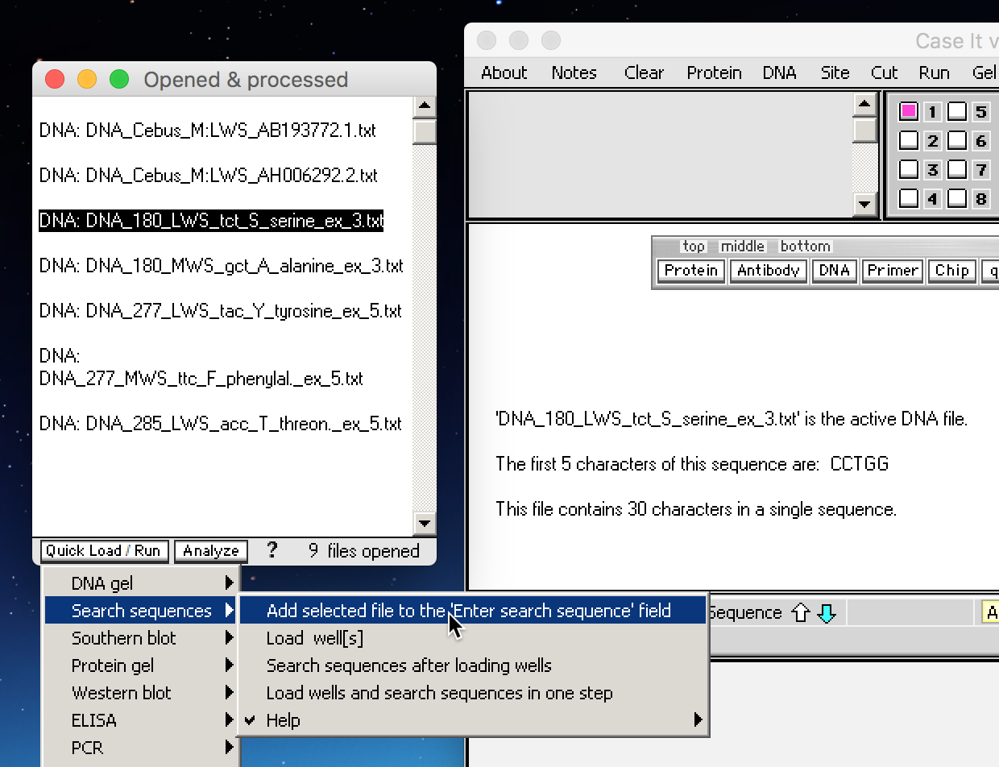 Opened & processed
DNA: DNA_Cebus_M:LWS_AB193772.1.txt
DNA: DNA_Cebus_M:LWS_AH006292.2.txt
DNA: DNA_180_LWS_tct_S_serine_ex_3.txt
DNA: DNA_180_MWS_gct_A_alanine_ex_3.txt
DNA: DNA_277_LWS_tac_Y_tyrosine_ex_5.txt
DNA:
DNA_277_MWS_ttc_F_phenylal._ex_5.txt
DNA: DNA_285_LWS_acc_T_threon._ex_5.txt
Quick Load / Run Analyze ? 9 files opened
DNA gel
Search sequences
Southern blot
Protein gel
Western blot
ELISA
PCR
Add selected file to the 'Enter search sequence' field
Load well[s]
Search sequences after loading wells
Load wells and search sequences in one step
Help
Case It v
About Notes Clear Protein DNA Site Cut Run Gel
1 5
2 6
3 7
4 8
top middle bottom
Protein Antibody DNA Primer Chip q
'DNA_180_LWS_tct_S_serine_ex_3.txt' is the active DNA file.
The first 5 characters of this sequence are: CCTGG
This file contains 30 characters in a single sequence.
Sequence A